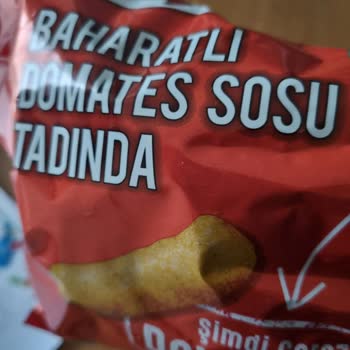 BAHARATLI
DOMATES SOSU
TADINDA
şimdi